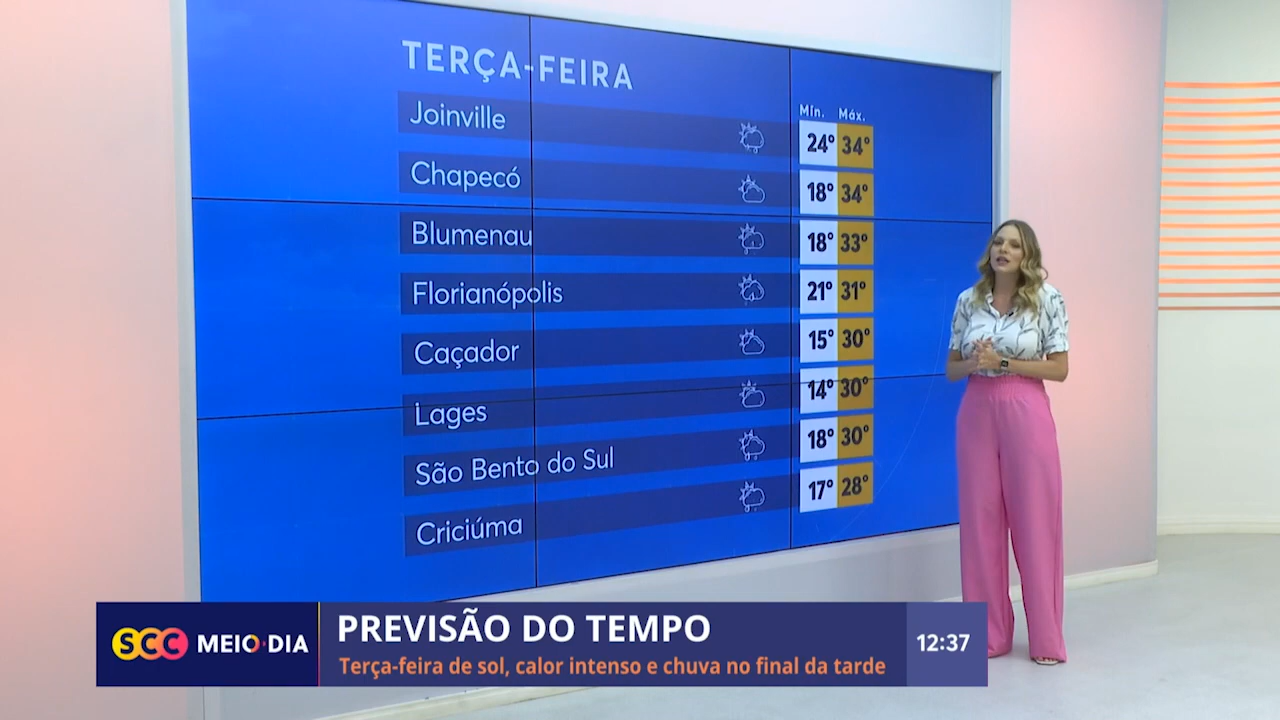 TERÇA-FEIRA
Mín. Máx.
Joinville 24° 34°
Chapecó 18° 34°
Blumenau 18° 33°
Florianópolis 21° 31°
Caçador 15° 30°
Lages 14° 30°
São Bento do Sul 18° 30°
Criciúma 17° 28°
SCC MEIO-DIA
PREVISÃO DO TEMPO
Terça-feira de sol, calor intenso e chuva no final da tarde
12:37